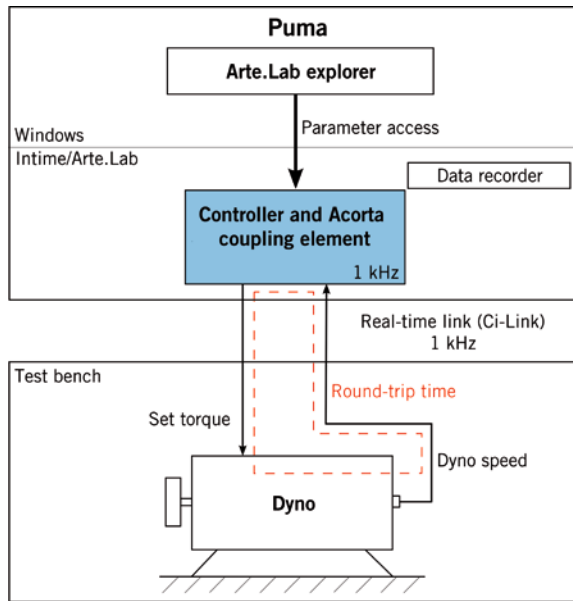 Puma
Arte.Lab explorer
Parameter access
Windows
Intime/Arte.Lab
Data recorder
Controller and Acorta
coupling element
1 kHz
Real-time link (Ci-Link)
1 kHz
Test bench
Round-trip time
Set torque
Dyno speed
Dyno